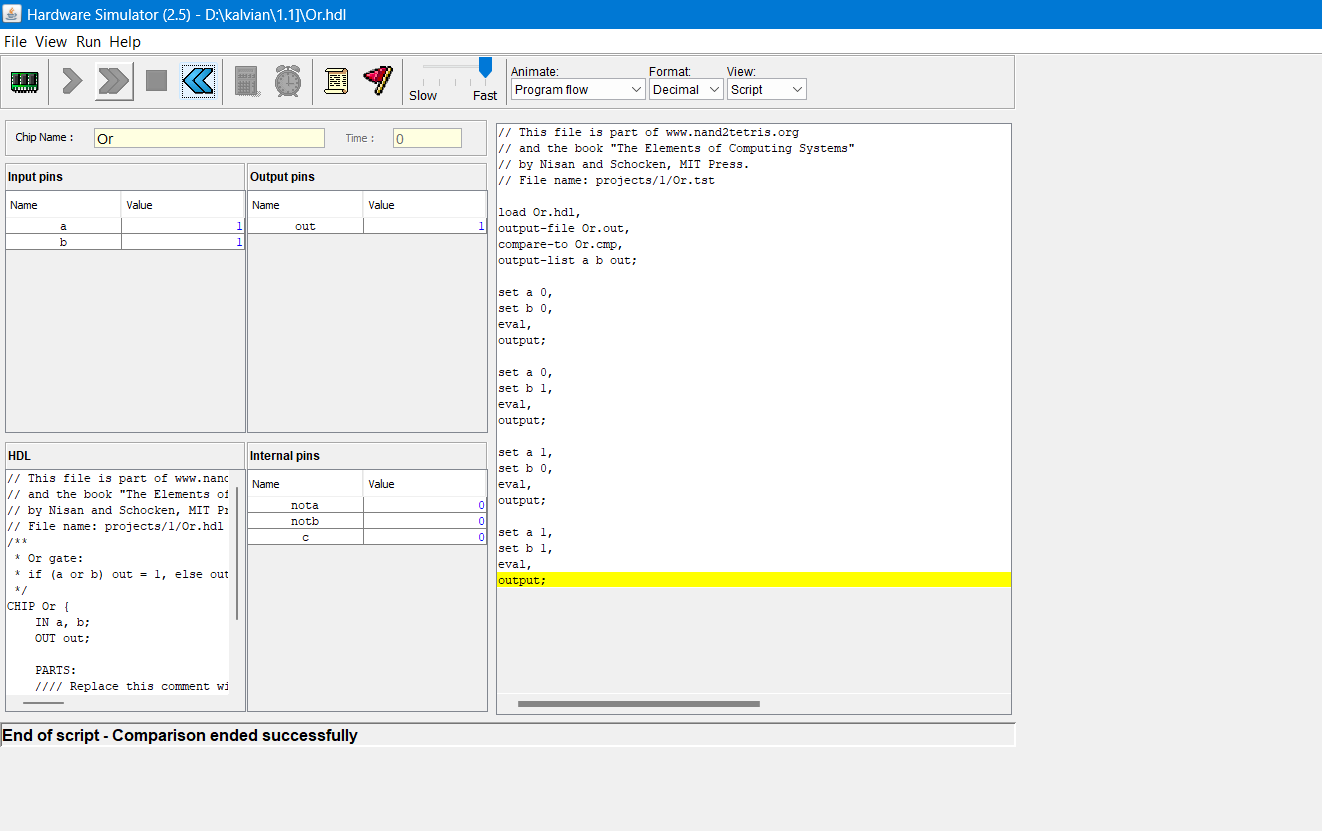 Hardware Simulator (2.5) - D:\kalvian\1.1]\Or.hdl
File View Run Help
Slow Fast
Animate: Format: View:
Program flow Decimal Script
Chip Name : Or Time : 0
Input pins
Name Value
a 1
b 1
Output pins
Name Value
out 1
HDL
// This file is part of www.nand
// and the book "The Elements of
// by Nisan and Schocken, MIT Pr
// File name: projects/1/Or.hdl
/**
* Or gate:
* if (a or b) out = 1, else out
*/
CHIP Or {
IN a, b;
OUT out;
PARTS:
//// Replace this comment wi
Internal pins
Name Value
nota 0
notb 0
c 0
// This file is part of www.nand2tetris.org
// and the book "The Elements of Computing Systems"
// by Nisan and Schocken, MIT Press.
// File name: projects/1/Or.tst
load Or.hdl,
output-file Or.out,
compare-to Or.cmp,
output-list a b out;
set a 0,
set b 0,
eval,
output;
set a 0,
set b 1,
eval,
output;
set a 1,
set b 0,
eval,
output;
set a 1,
set b 1,
eval,
output;
End of script - Comparison ended successfully